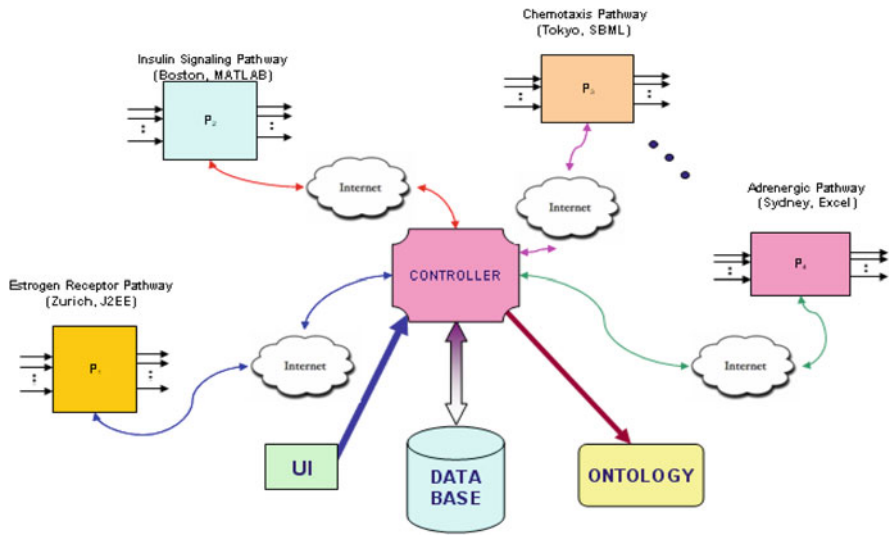 Chemotaxis Pathway
(Tokyo, SBML)
Insulin Signaling Pathway
(Boston, MATLAB)
P₃
P₂
Internet
Internet
Adrenergic Pathway
(Sydney, Excel)
CONTROLLER
P₄
Estrogen Receptor Pathway
(Zurich, J2EE)
Internet
Internet
P₁
UI
DATA
BASE
ONTOLOGY